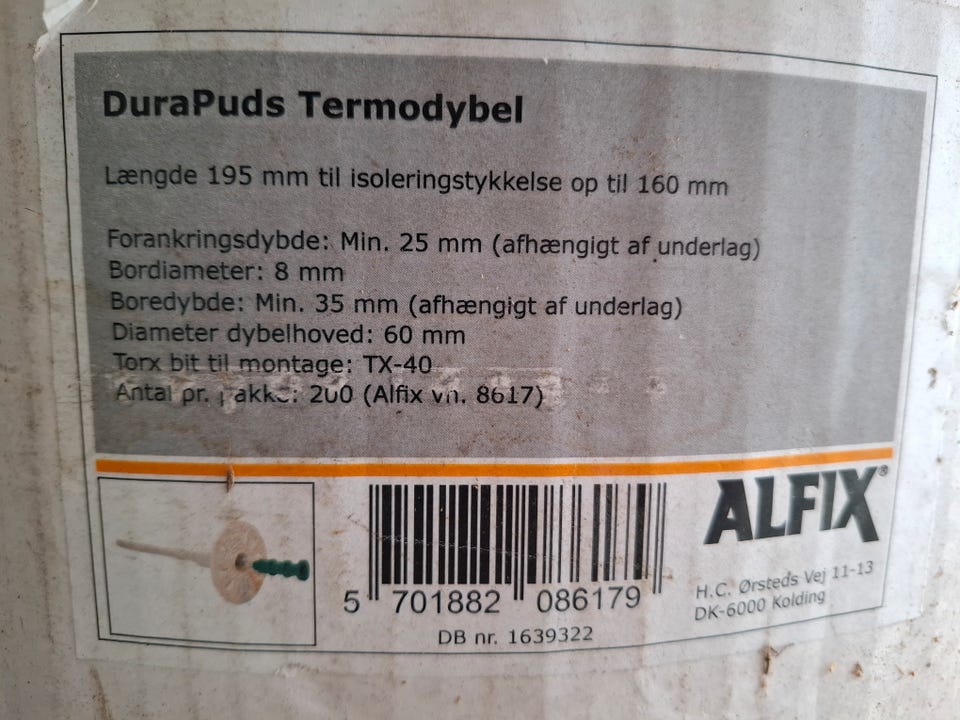 DuraPuds Termodybel
Længde 195 mm til isoleringstykkelse op til 160 mm
Forankringsdybde: Min. 25 mm (afhængigt af underlag)
Bordiameter: 8 mm
Boredybde: Min. 35 mm (afhængigt af underlag)
Diameter dybelhoved: 60 mm
Torx bit til montage: TX-40
Antal pr. pakke: 200 (Alfix vn. 8617)
ALFIX®
5 701882 086179
DB nr. 1639322
H.C. Ørsteds Vej 11-13
DK-6000 Kolding